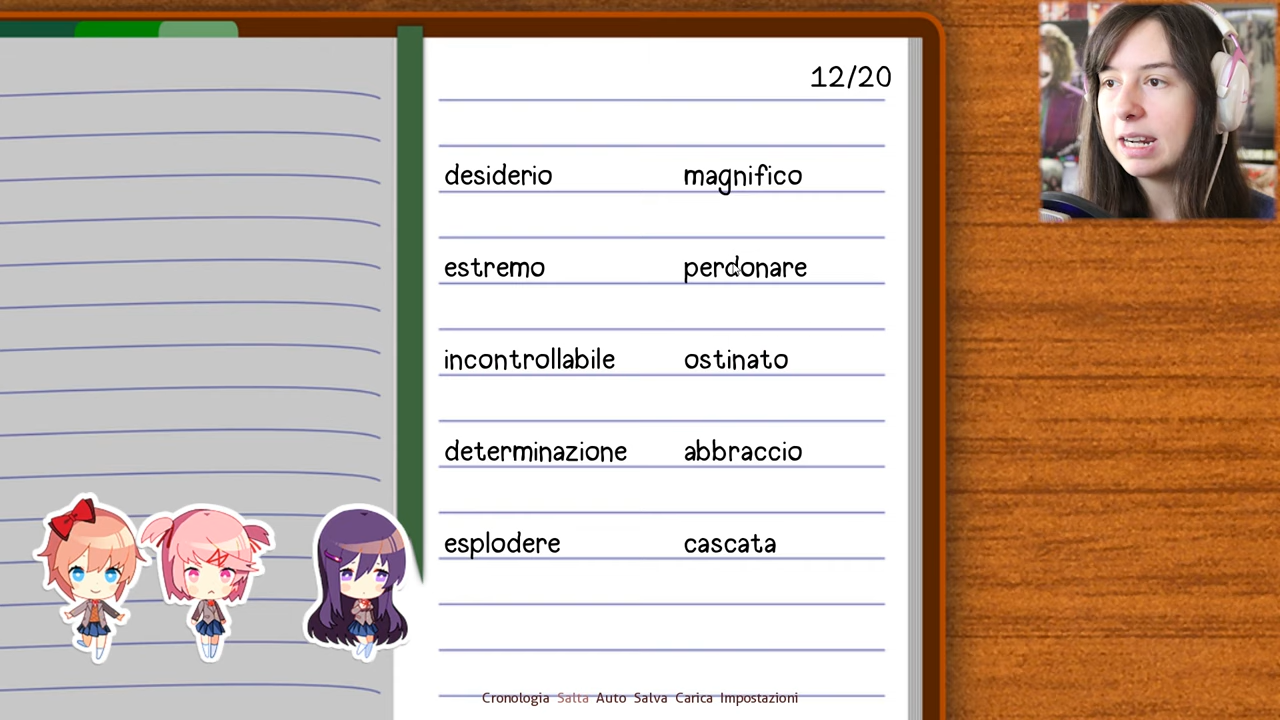 12/20
desiderio magnifico
estremo perdonare
incontrollabile ostinato
determinazione abbraccio
esplodere cascata
Cronologia Salta Auto Salva Carica Impostazioni